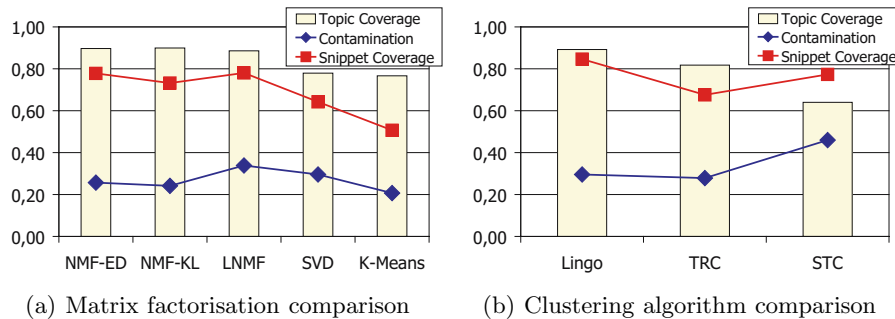 1,00
0,80
0,60
0,40
0,20
0,00
Topic Coverage
Contamination
Snippet Coverage
NMF-ED NMF-KL LNMF SVD K-Means
(a) Matrix factorisation comparison
1,00
0,80
0,60
0,40
0,20
0,00
Topic Coverage
Contamination
Snippet Coverage
Lingo TRC STC
(b) Clustering algorithm comparison